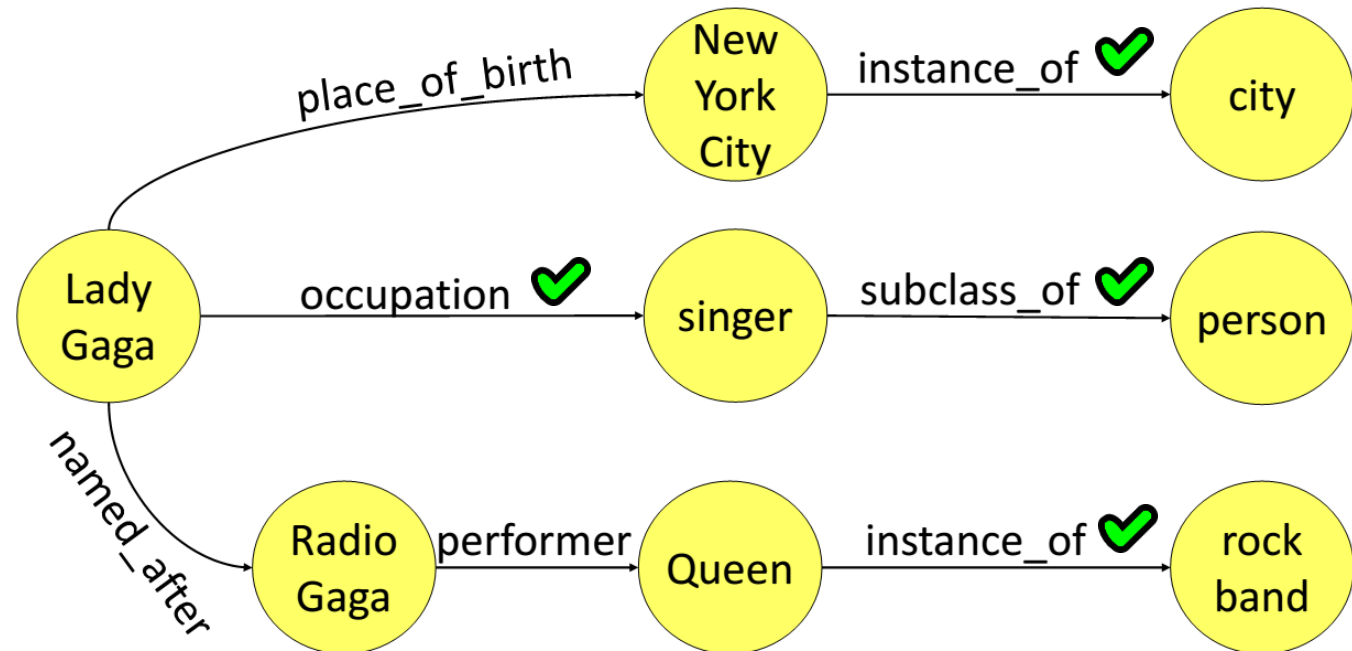 place_of_birth
New
York
City
instance_of
city
Lady
Gaga
occupation
singer
subclass_of
person
named_after
Radio
Gaga
performer
Queen
instance_of
rock
band